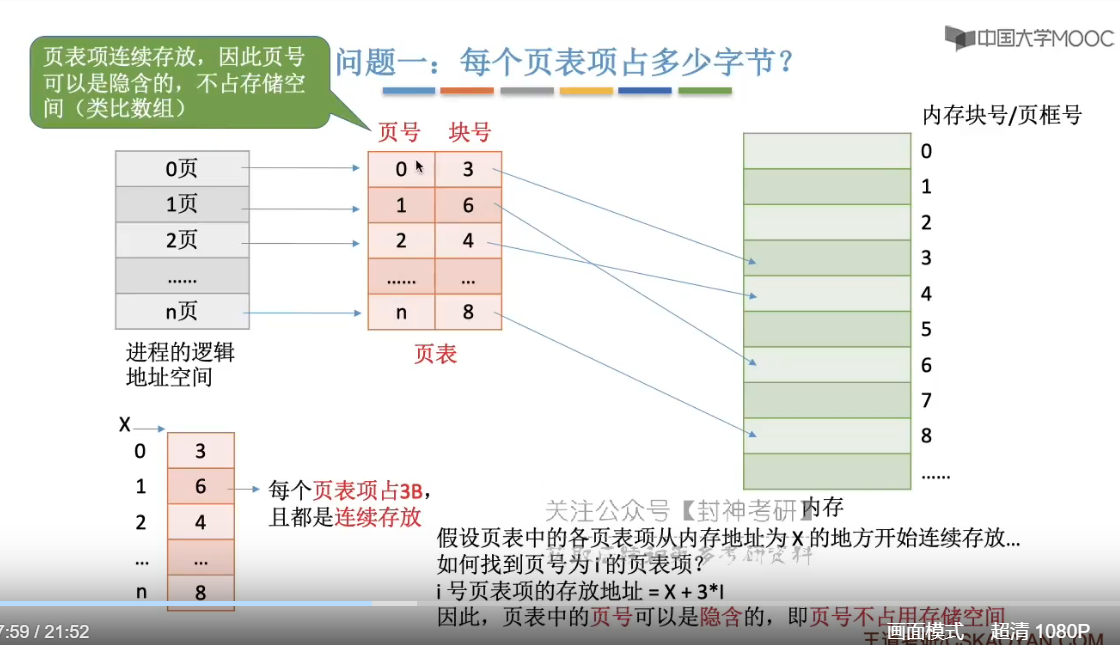 中国大学MOOC
页表项连续存放，因此页号
可以是隐含的，不占存储空
间（类比数组）
问题一：每个页表项占多少字节？
页号 块号
内存块号/页框号
0页
1页
2页
......
n页
进程的逻辑
地址空间
0 3
1 6
2 4
...... ...
n 8
页表
0
1
2
3
4
5
6
7
8
......
内存
X
0 3
1 6
2 4
... ...
n 8
每个页表项占3B，
且都是连续存放
关注公众号【封神考研】
假设页表中的各页表项从内存地址为 X 的地方开始连续存放...
如何找到页号为 i 的页表项？
i 号页表项的存放地址 = X + 3*I
因此，页表中的页号可以是隐含的，即页号不占用存储空间
7:59 / 21:52
画面模式 超清 1080P